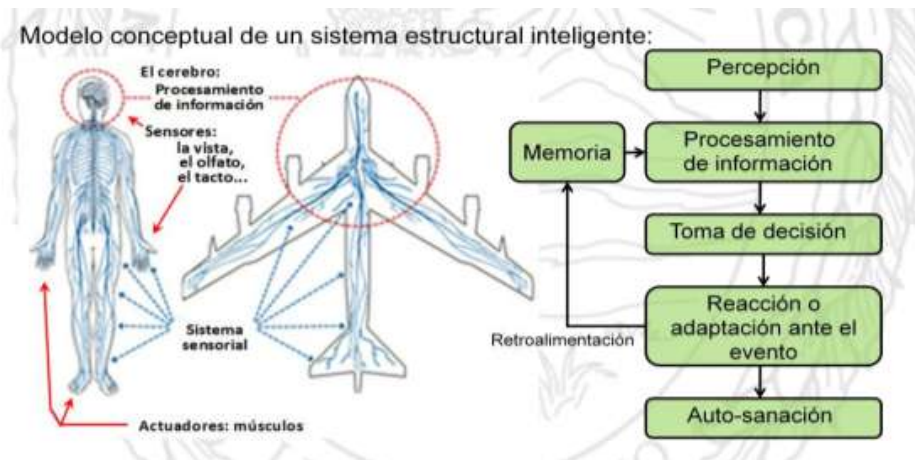 Modelo conceptual de un sistema estructural inteligente:
El cerebro:
Procesamiento
de información
Sensores:
la vista,
el olfato,
el tacto...
Sistema
sensorial
Actuadores: músculos
Percepción
Memoria
Procesamiento
de información
Toma de decisión
Reacción o
adaptación ante el
evento
Retroalimentación
Auto-sanación